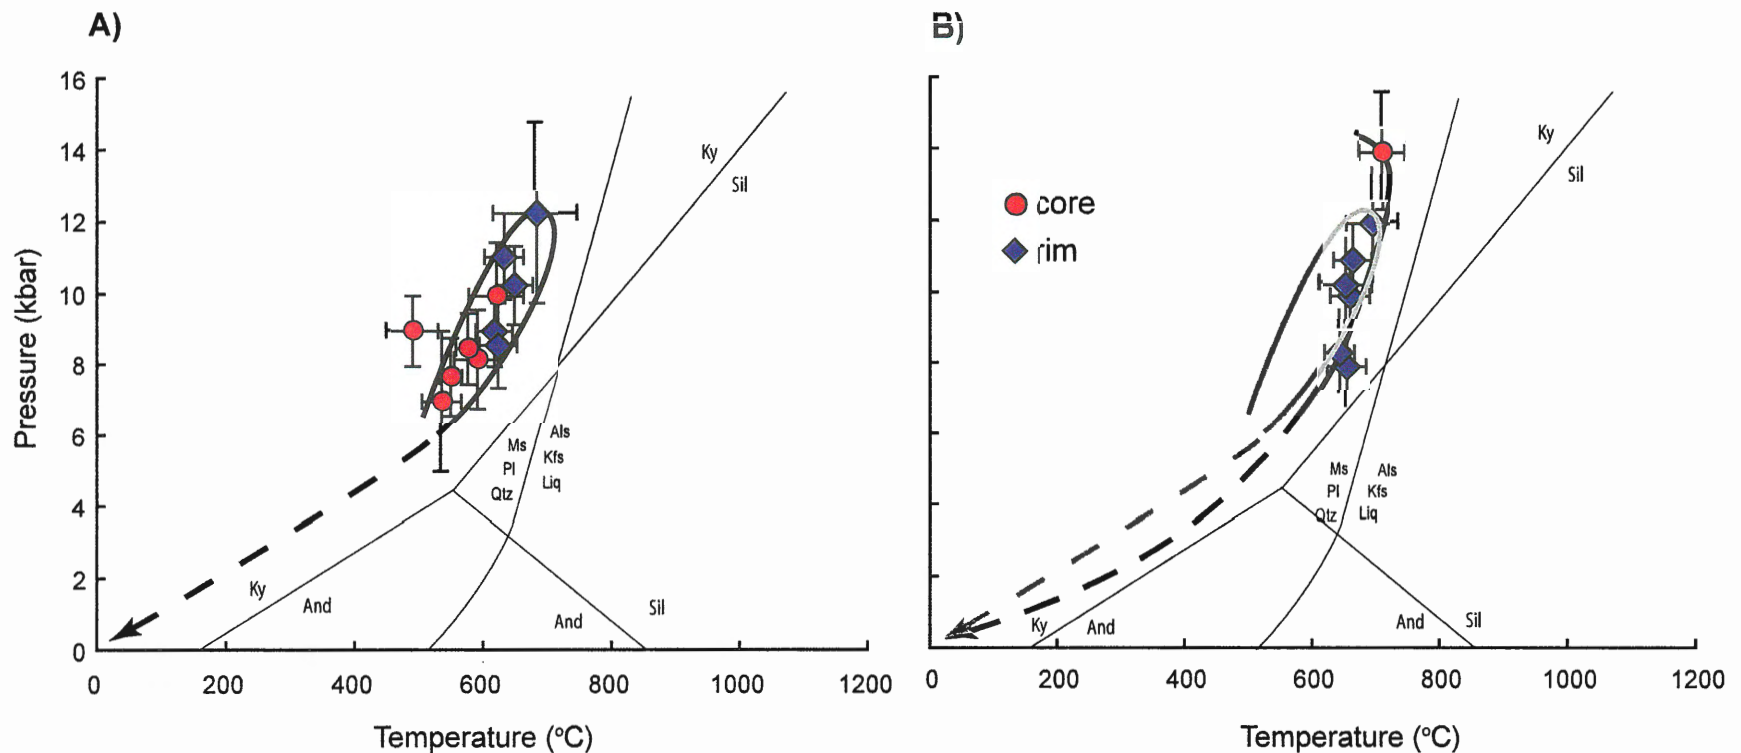 A)
16
14
12
10
8
6
4
2
0
Pressure (kbar)
0 200 400 600 800 1000 1200
Temperature (°C)
Ky
Sil
Ms
Pl
Qtz
Als
Kfs
Liq
Ky
And
And
Sil
B)
core
rim
Ky
Sil
Ms
Pl
Qtz
Als
Kfs
Liq
Ky
And
And
Sil
0 200 400 600 800 1000 1200
Temperature (°C)